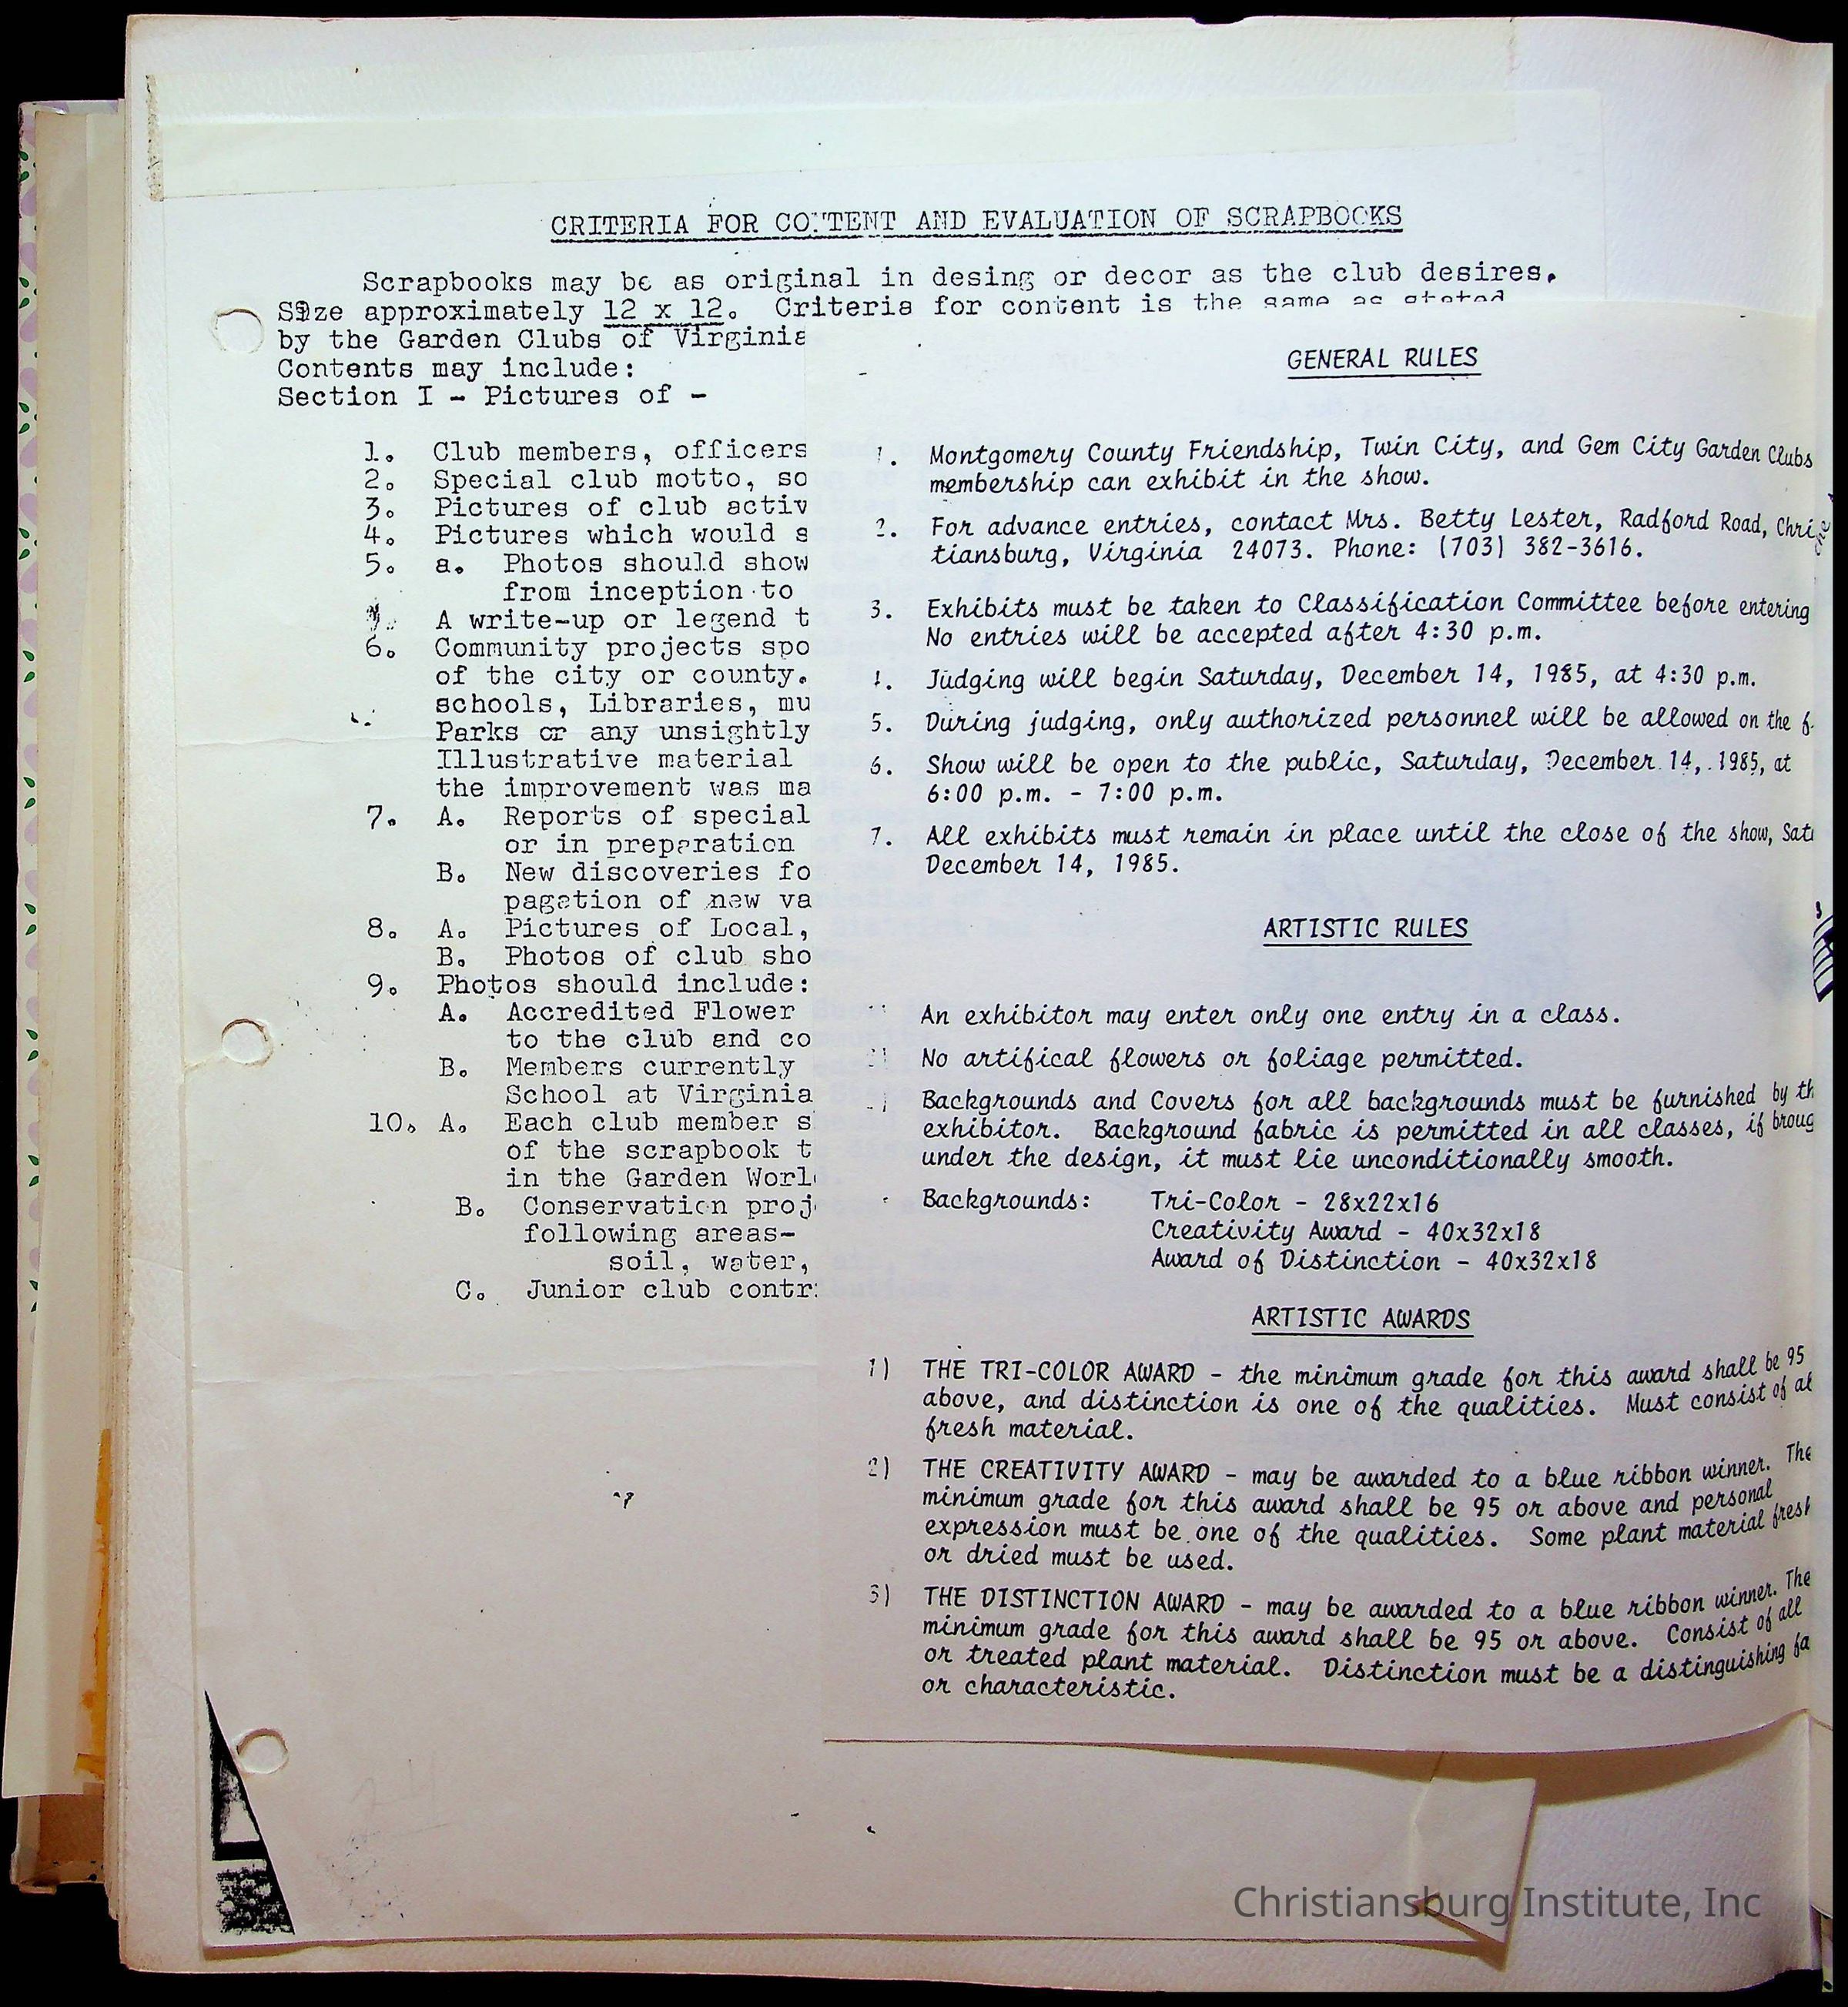 CRITERIA FOR CONTENT AND EVALUATION OF SCRAPBOOKS
Scrapbooks may be as original in desing or decor as the club desires.
Size approximately 12 x 12. Criteria for content is the same as stated
by the Garden Clubs of Virginia
Contents may include:
Section I - Pictures of -
1. Club members, officers
2. Special club motto, so
3. Pictures of club activ
4. Pictures which would s
5. a. Photos should show
from inception to
A write-up or legend t
6. Community projects spo
of the city or county.
schools, Libraries, mu
Parks or any unsightly
Illustrative material
the improvement was ma
7. A. Reports of special
or in preparation
B. New discoveries fo
pagation of new va
8. A. Pictures of Local,
B. Photos of club sho
9. Photos should include:
A. Accredited Flower
to the club and co
B. Members currently
School at Virginia
10. A. Each club member s
of the scrapbook t
in the Garden Worl
B. Conservation proj
following areas-
soil, water,
C. Junior club contr
GENERAL RULES
1. Montgomery County Friendship, Twin City, and Gem City Garden Clubs
membership can exhibit in the show.
2. For advance entries, contact Mrs. Betty Lester, Radford Road, Chris
tiansburg, Virginia 24073. Phone: (703) 382-3616.
3. Exhibits must be taken to Classification Committee before entering
No entries will be accepted after 4:30 p.m.
4. Judging will begin Saturday, December 14, 1985, at 4:30 p.m.
5. During judging, only authorized personnel will be allowed on the f
6. Show will be open to the public, Saturday, December 14, 1985, at
6:00 p.m. - 7:00 p.m.
7. All exhibits must remain in place until the close of the show, Satu
December 14, 1985.
ARTISTIC RULES
An exhibitor may enter only one entry in a class.
No artifical flowers or foliage permitted.
Backgrounds and Covers for all backgrounds must be furnished by th
exhibitor. Background fabric is permitted in all classes, if broug
under the design, it must lie unconditionally smooth.
Backgrounds: Tri-Color - 28x22x16
Creativity Award - 40x32x18
Award of Distinction - 40x32x18
ARTISTIC AWARDS
1) THE TRI-COLOR AWARD - the minimum grade for this award shall be 95
above, and distinction is one of the qualities. Must consist of al
fresh material.
2) THE CREATIVITY AWARD - may be awarded to a blue ribbon winner. The
minimum grade for this award shall be 95 or above and personal
expression must be one of the qualities. Some plant material fresh
or dried must be used.
3) THE DISTINCTION AWARD - may be awarded to a blue ribbon winner. The
minimum grade for this award shall be 95 or above. Consist of all
or treated plant material. Distinction must be a distinguishing fa
or characteristic.
Christiansburg Institute, Inc